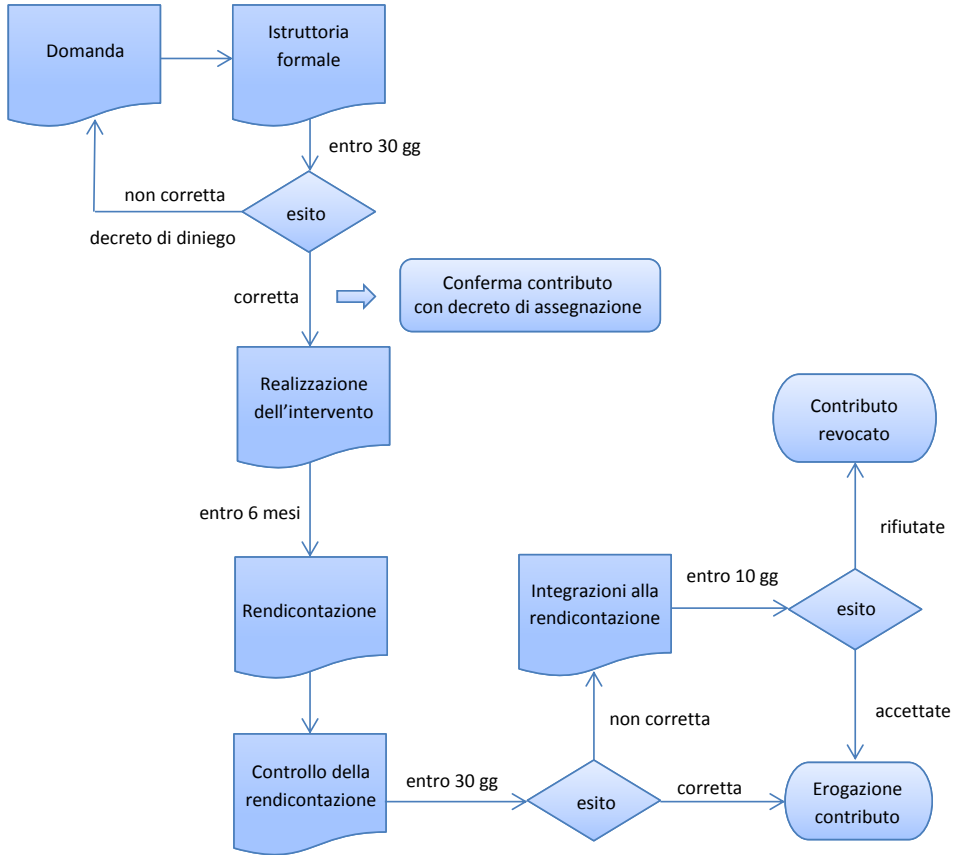 Domanda
Istruttoria
formale
entro 30 gg
non corretta
esito
decreto di diniego
corretta
Conferma contributo
con decreto di assegnazione
Realizzazione
dell’intervento
Contributo
revocato
entro 6 mesi
rifiutate
Rendicontazione
Integrazioni alla
rendicontazione
entro 10 gg
esito
non corretta
accettate
Controllo della
rendicontazione
entro 30 gg
esito
corretta
Erogazione
contributo